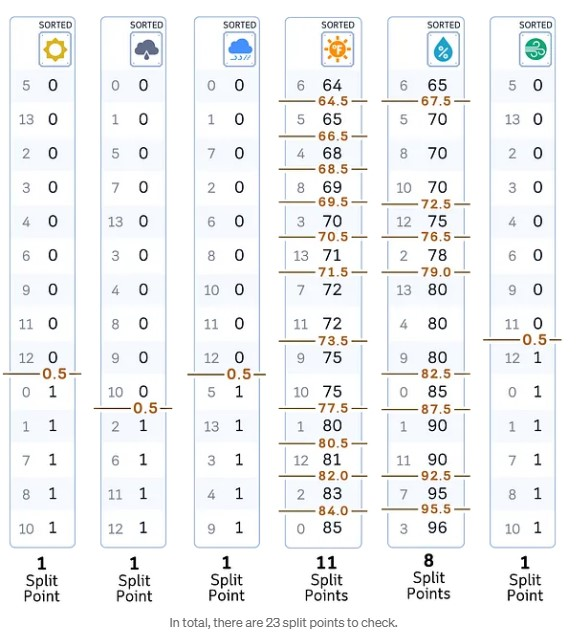 SORTED SORTED SORTED SORTED SORTED SORTED
°F %
5 0 0 0 0 0 6 64 6 65 5 0
64.5 67.5
13 0 1 0 1 0 5 65 5 70 13 0
66.5
2 0 5 0 7 0 4 68 8 70 2 0
68.5
3 0 7 0 2 0 8 69 10 70 3 0
69.5 72.5
4 0 13 0 6 0 3 70 12 75 4 0
70.5 76.5
6 0 3 0 8 0 13 71 2 78 6 0
71.5 79.0
9 0 4 0 10 0 7 72 13 80 9 0
11 0 8 0 11 0 11 72 4 80 11 0
73.5 0.5
12 0 9 0 12 0 9 75 9 80 12 1
0.5 0.5 82.5
0 1 10 0 5 1 10 75 0 85 0 1
0.5 77.5 87.5
1 1 2 1 13 1 1 80 1 90 1 1
80.5
7 1 6 1 3 1 12 81 11 90 7 1
82.0 92.5
8 1 11 1 4 1 2 83 7 95 8 1
84.0 95.5
10 1 12 1 9 1 0 85 3 96 10 1
1 1 1 11 8 1
Split Split Split Split Split Split
Point Point Point Points Points Point
In total, there are 23 split points to check.